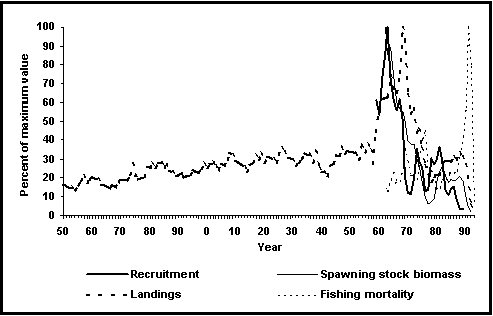 100
90
80
70
60
50
40
30
20
10
0
Percent of maximum value
50 60 70 80 90 0 10 20 30 40 50 60 70 80 90
Year
Recruitment Spawning stock biomass
Landings Fishing mortality